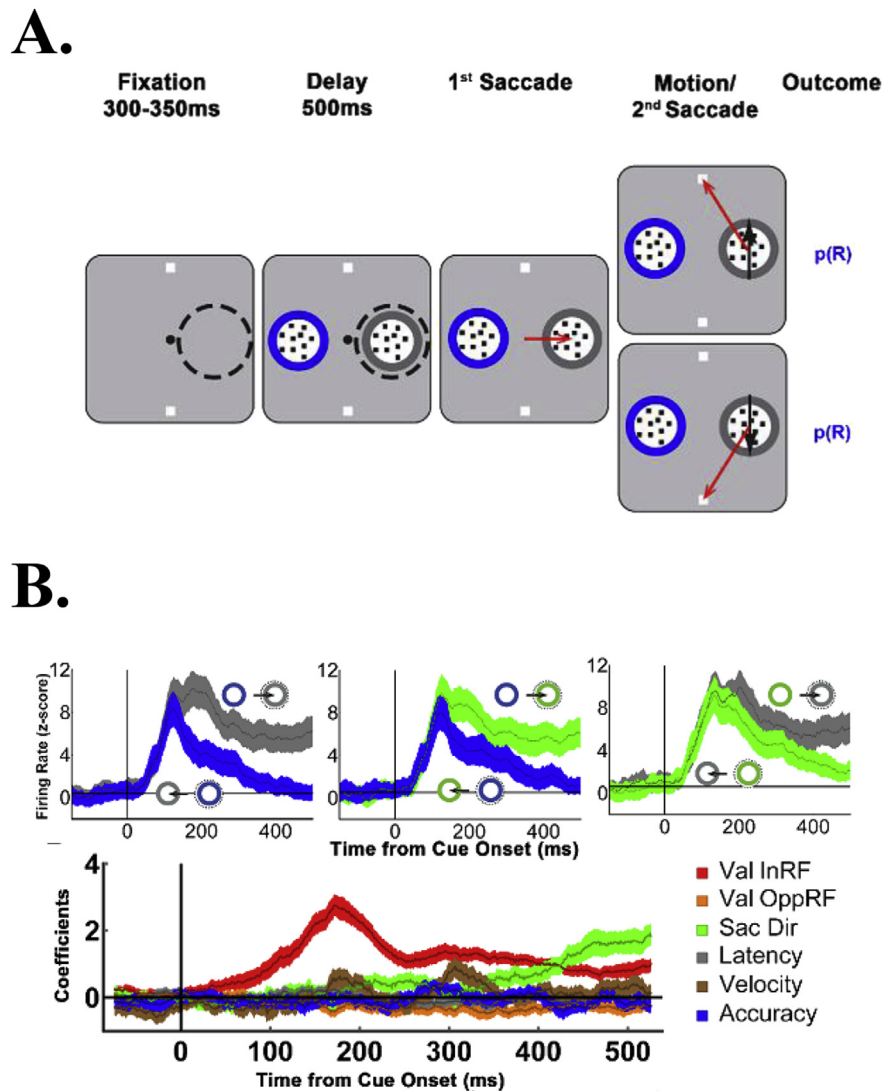 A.
Fixation
300-350ms
Delay
500ms
1st Saccade
Motion/
2nd Saccade
Outcome
p(R)
p(R)
B.
Firing Rate (z-score)
12
8
4
0
0 200 400
12
8
4
0
0 200 400
12
8
4
0
0 200 400
Time from Cue Onset (ms)
Coefficients
4
2
0
0 100 200 300 400 500
Time from Cue Onset (ms)
Val InRF
Val OppRF
Sac Dir
Latency
Velocity
Accuracy